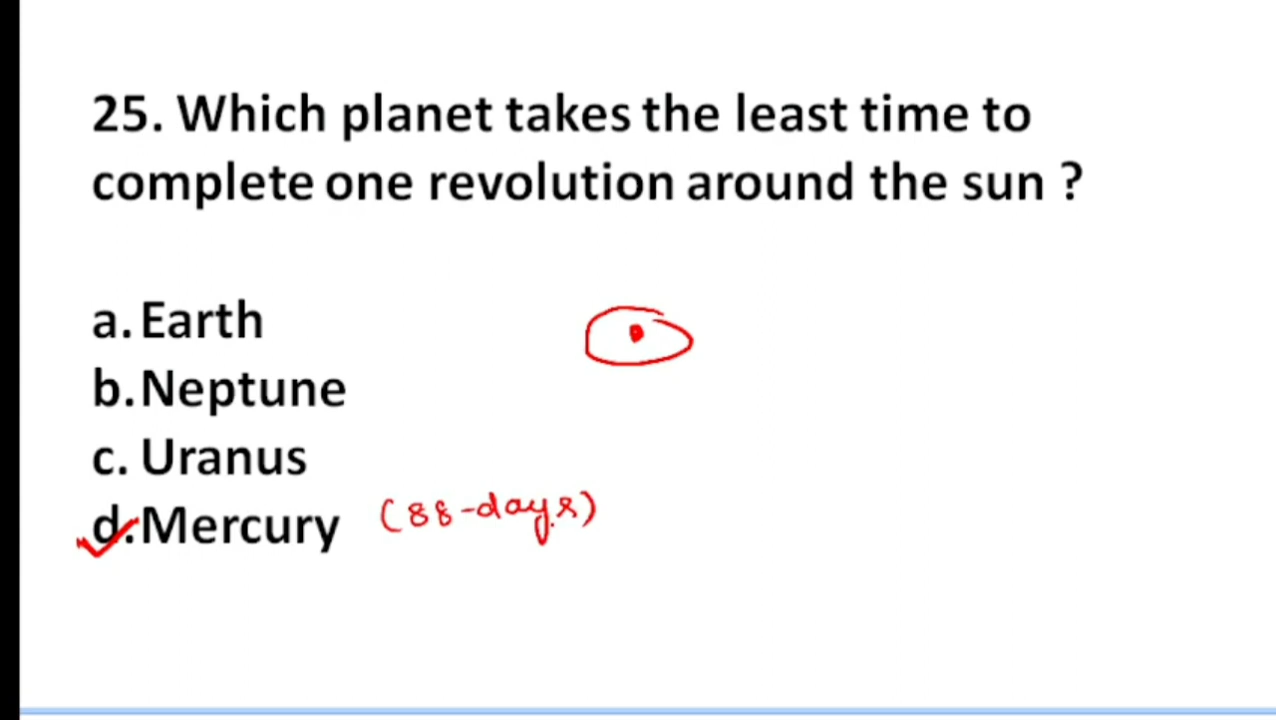 25. Which planet takes the least time to
complete one revolution around the sun ?
a. Earth
b. Neptune
c. Uranus
d. Mercury (88-days)